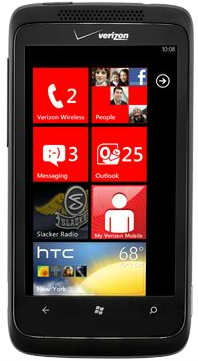 verizon
10:08
2
Verizon Wireless
People
3
Messaging
25
Outlook
SLACKER
Slacker Radio
My Verizon Mobile
hTC
68°
New York